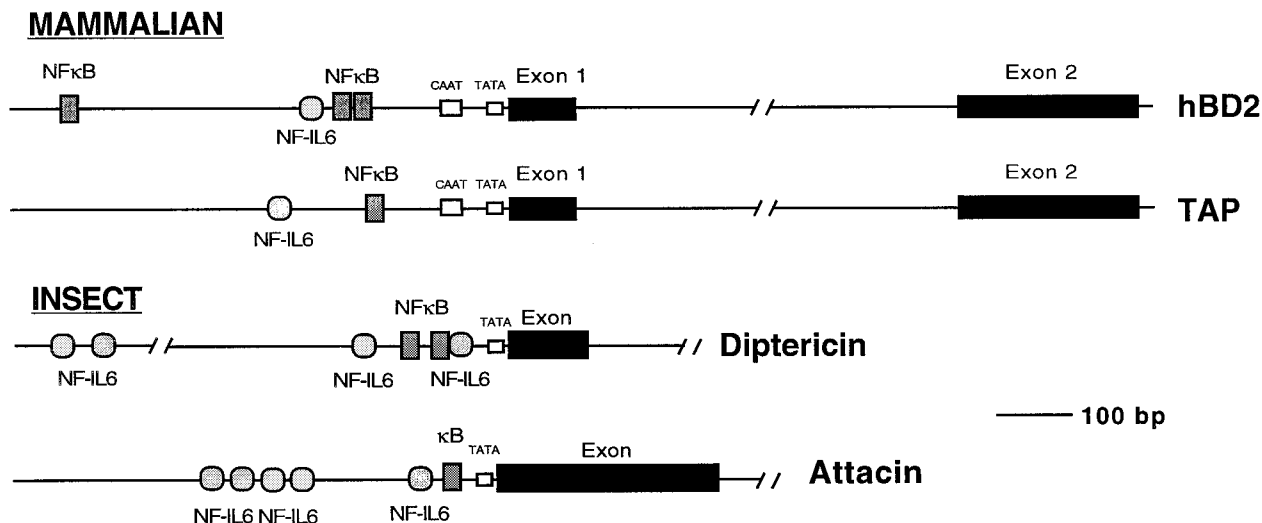 MAMMALIAN
NFκB NFκB CAAT TATA Exon 1 Exon 2
hBD2
NF-IL6
NFκB CAAT TATA Exon 1 Exon 2
TAP
NF-IL6
INSECT
NFκB TATA Exon
Diptericin
NF-IL6 NF-IL6 NF-IL6
100 bp
κB TATA Exon
Attacin
NF-IL6 NF-IL6 NF-IL6